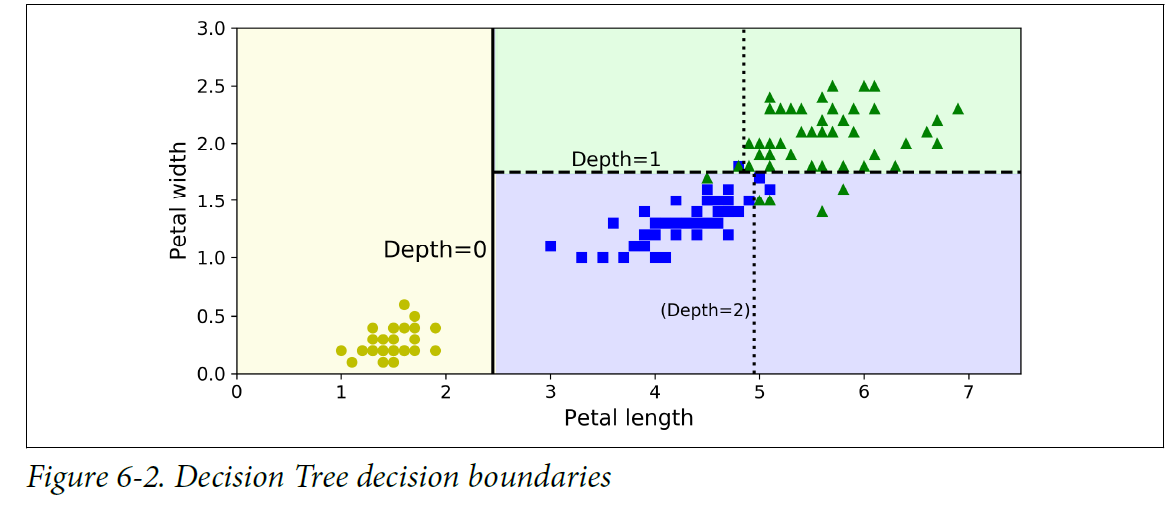 3.0
2.5
2.0
1.5
1.0
0.5
0.0
Petal width
Depth=1
Depth=0
(Depth=2)
0 1 2 3 4 5 6 7
Petal length
Figure 6-2. Decision Tree decision boundaries